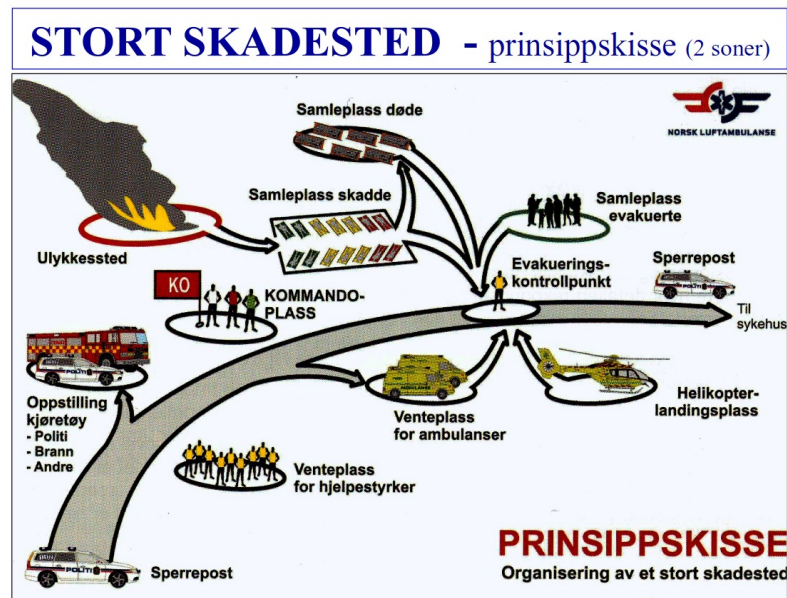 STORT SKADESTED - prinsippskisse (2 soner)
NORSK LUFTAMBULANSE
Samleplass døde
Samleplass skadde
Samleplass
evakuerte
Ulykkessted
Evakuerings-
kontrollpunkt
Sperrepost
KO
KOMMANDO-
PLASS
Til
sykehus
POLITI
Oppstilling
kjøretøy
- Politi
- Brann
- Andre
AMBULANSE
Venteplass
for ambulanser
Helikopter-
landingsplass
Venteplass
for hjelpestyrker
POLITI
Sperrepost
PRINSIPPSKISSE
Organisering av et stort skadested